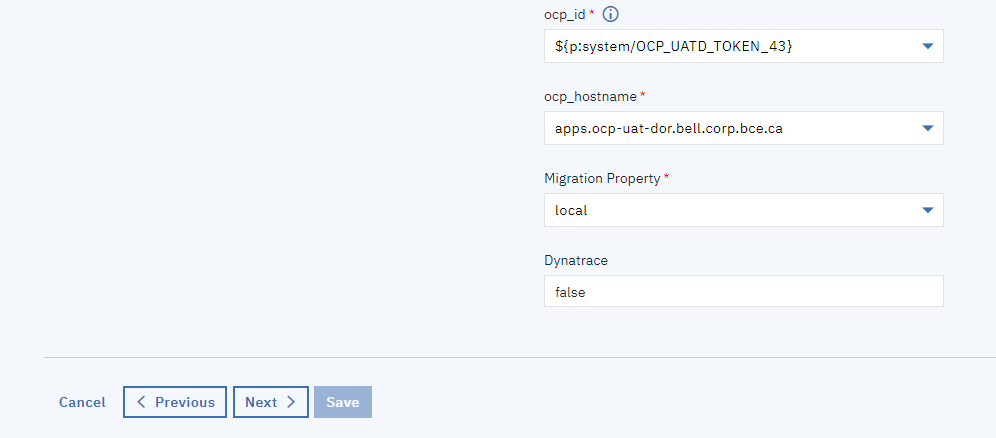 ocp_id *
${p:system/OCP_UATD_TOKEN_43}
ocp_hostname *
apps.ocp-uat-dor.bell.corp.bce.ca
Migration Property *
local
Dynatrace
false
Cancel Previous Next Save